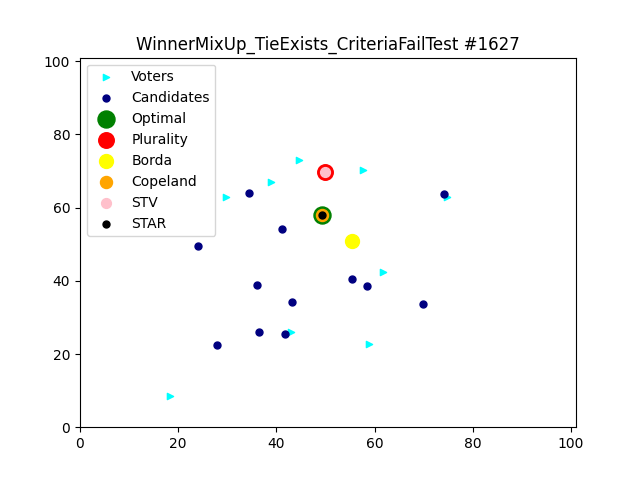 WinnerMixUp_TieExists_CriteriaFailTest #1627
100
80
60
40
20
0
Voters
Candidates
Optimal
Plurality
Borda
Copeland
STV
STAR
0 20 40 60 80 100